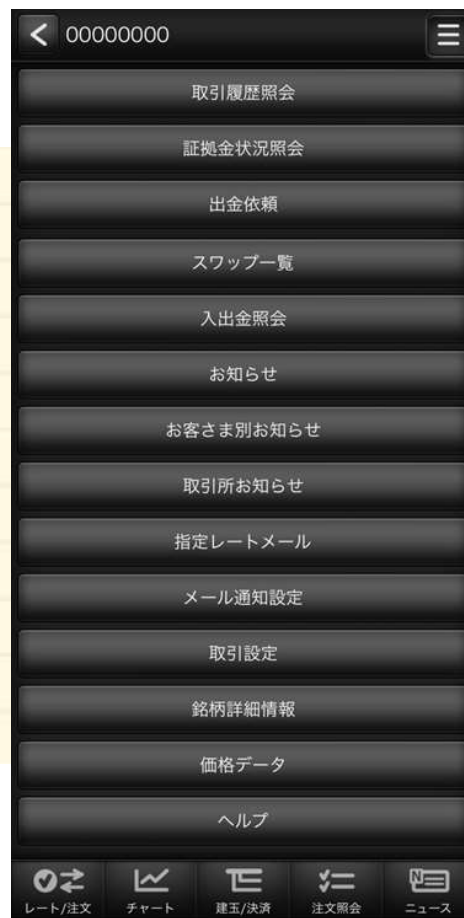 00000000
取引履歴照会
証拠金状況照会
出金依頼
スワップ一覧
入出金照会
お知らせ
お客さま別お知らせ
取引所お知らせ
指定レートメール
メール通知設定
取引設定
銘柄詳細情報
価格データ
ヘルプ
レート/注文 チャート 建玉/決済 注文照会 ニュース